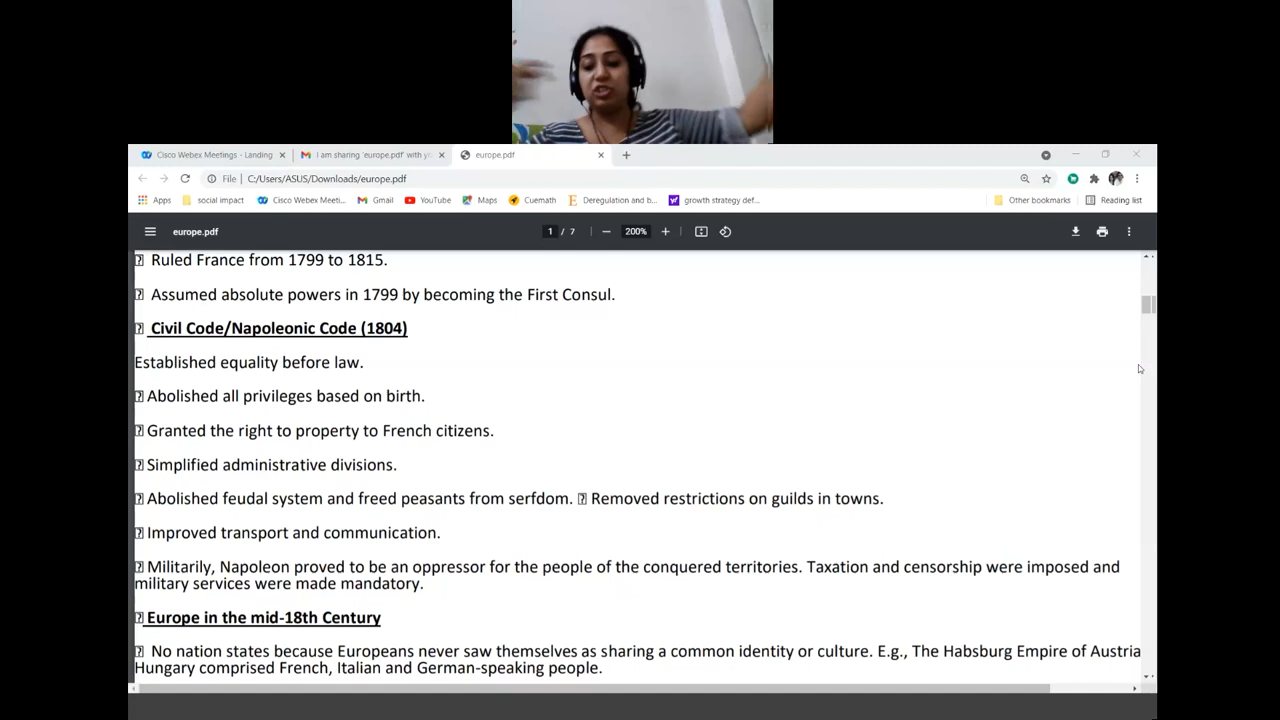 Cisco Webex Meetings - Landing
I am sharing 'europe.pdf' with y
europe.pdf
File | C:/Users/ASUS/Downloads/europe.pdf
Apps social impact Cisco Webex Meeti... Gmail YouTube Maps Cuemath Deregulation and b... growth strategy def... Other bookmarks Reading list
europe.pdf 1 / 7 200%
Ruled France from 1799 to 1815.
Assumed absolute powers in 1799 by becoming the First Consul.
Civil Code/Napoleonic Code (1804)
Established equality before law.
Abolished all privileges based on birth.
Granted the right to property to French citizens.
Simplified administrative divisions.
Abolished feudal system and freed peasants from serfdom. Removed restrictions on guilds in towns.
Improved transport and communication.
Militarily, Napoleon proved to be an oppressor for the people of the conquered territories. Taxation and censorship were imposed and
military services were made mandatory.
Europe in the mid-18th Century
No nation states because Europeans never saw themselves as sharing a common identity or culture. E.g., The Habsburg Empire of Austria
Hungary comprised French, Italian and German-speaking people.